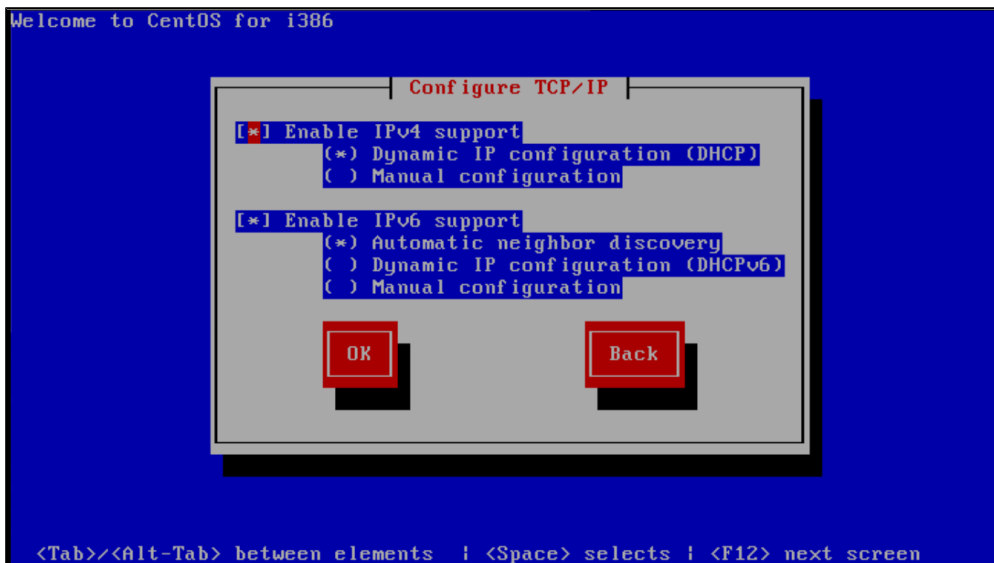 Welcome to CentOS for i386
Configure TCP/IP
[*] Enable IPv4 support
(*) Dynamic IP configuration (DHCP)
( ) Manual configuration
[*] Enable IPv6 support
(*) Automatic neighbor discovery
( ) Dynamic IP configuration (DHCPv6)
( ) Manual configuration
OK Back
<Tab>/<Alt-Tab> between elements | <Space> selects | <F12> next screen